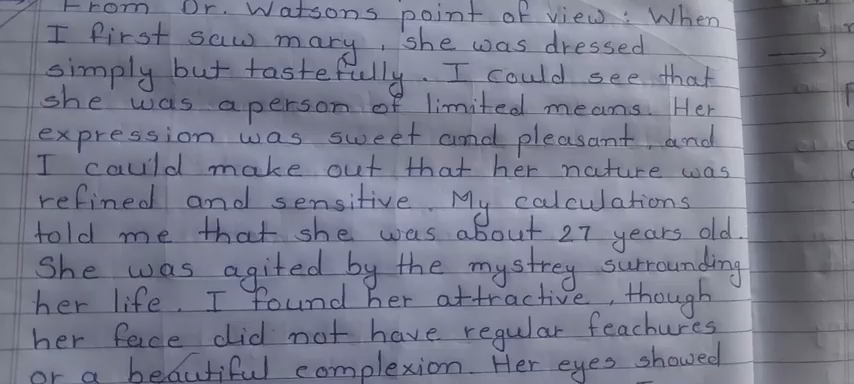 From Dr. Watsons point of view : When
I first saw mary, she was dressed
simply but tastefully. I could see that
she was a person of limited means. Her
expression was sweet and pleasant, and
I cauld make out that her nature was
refined and sensitive. My calculations
told me that she was about 27 years old.
She was agited by the mystrey surrounding
her life. I found her attractive, though
her face did not have regular feachures
or a beautiful complexion. Her eyes showed